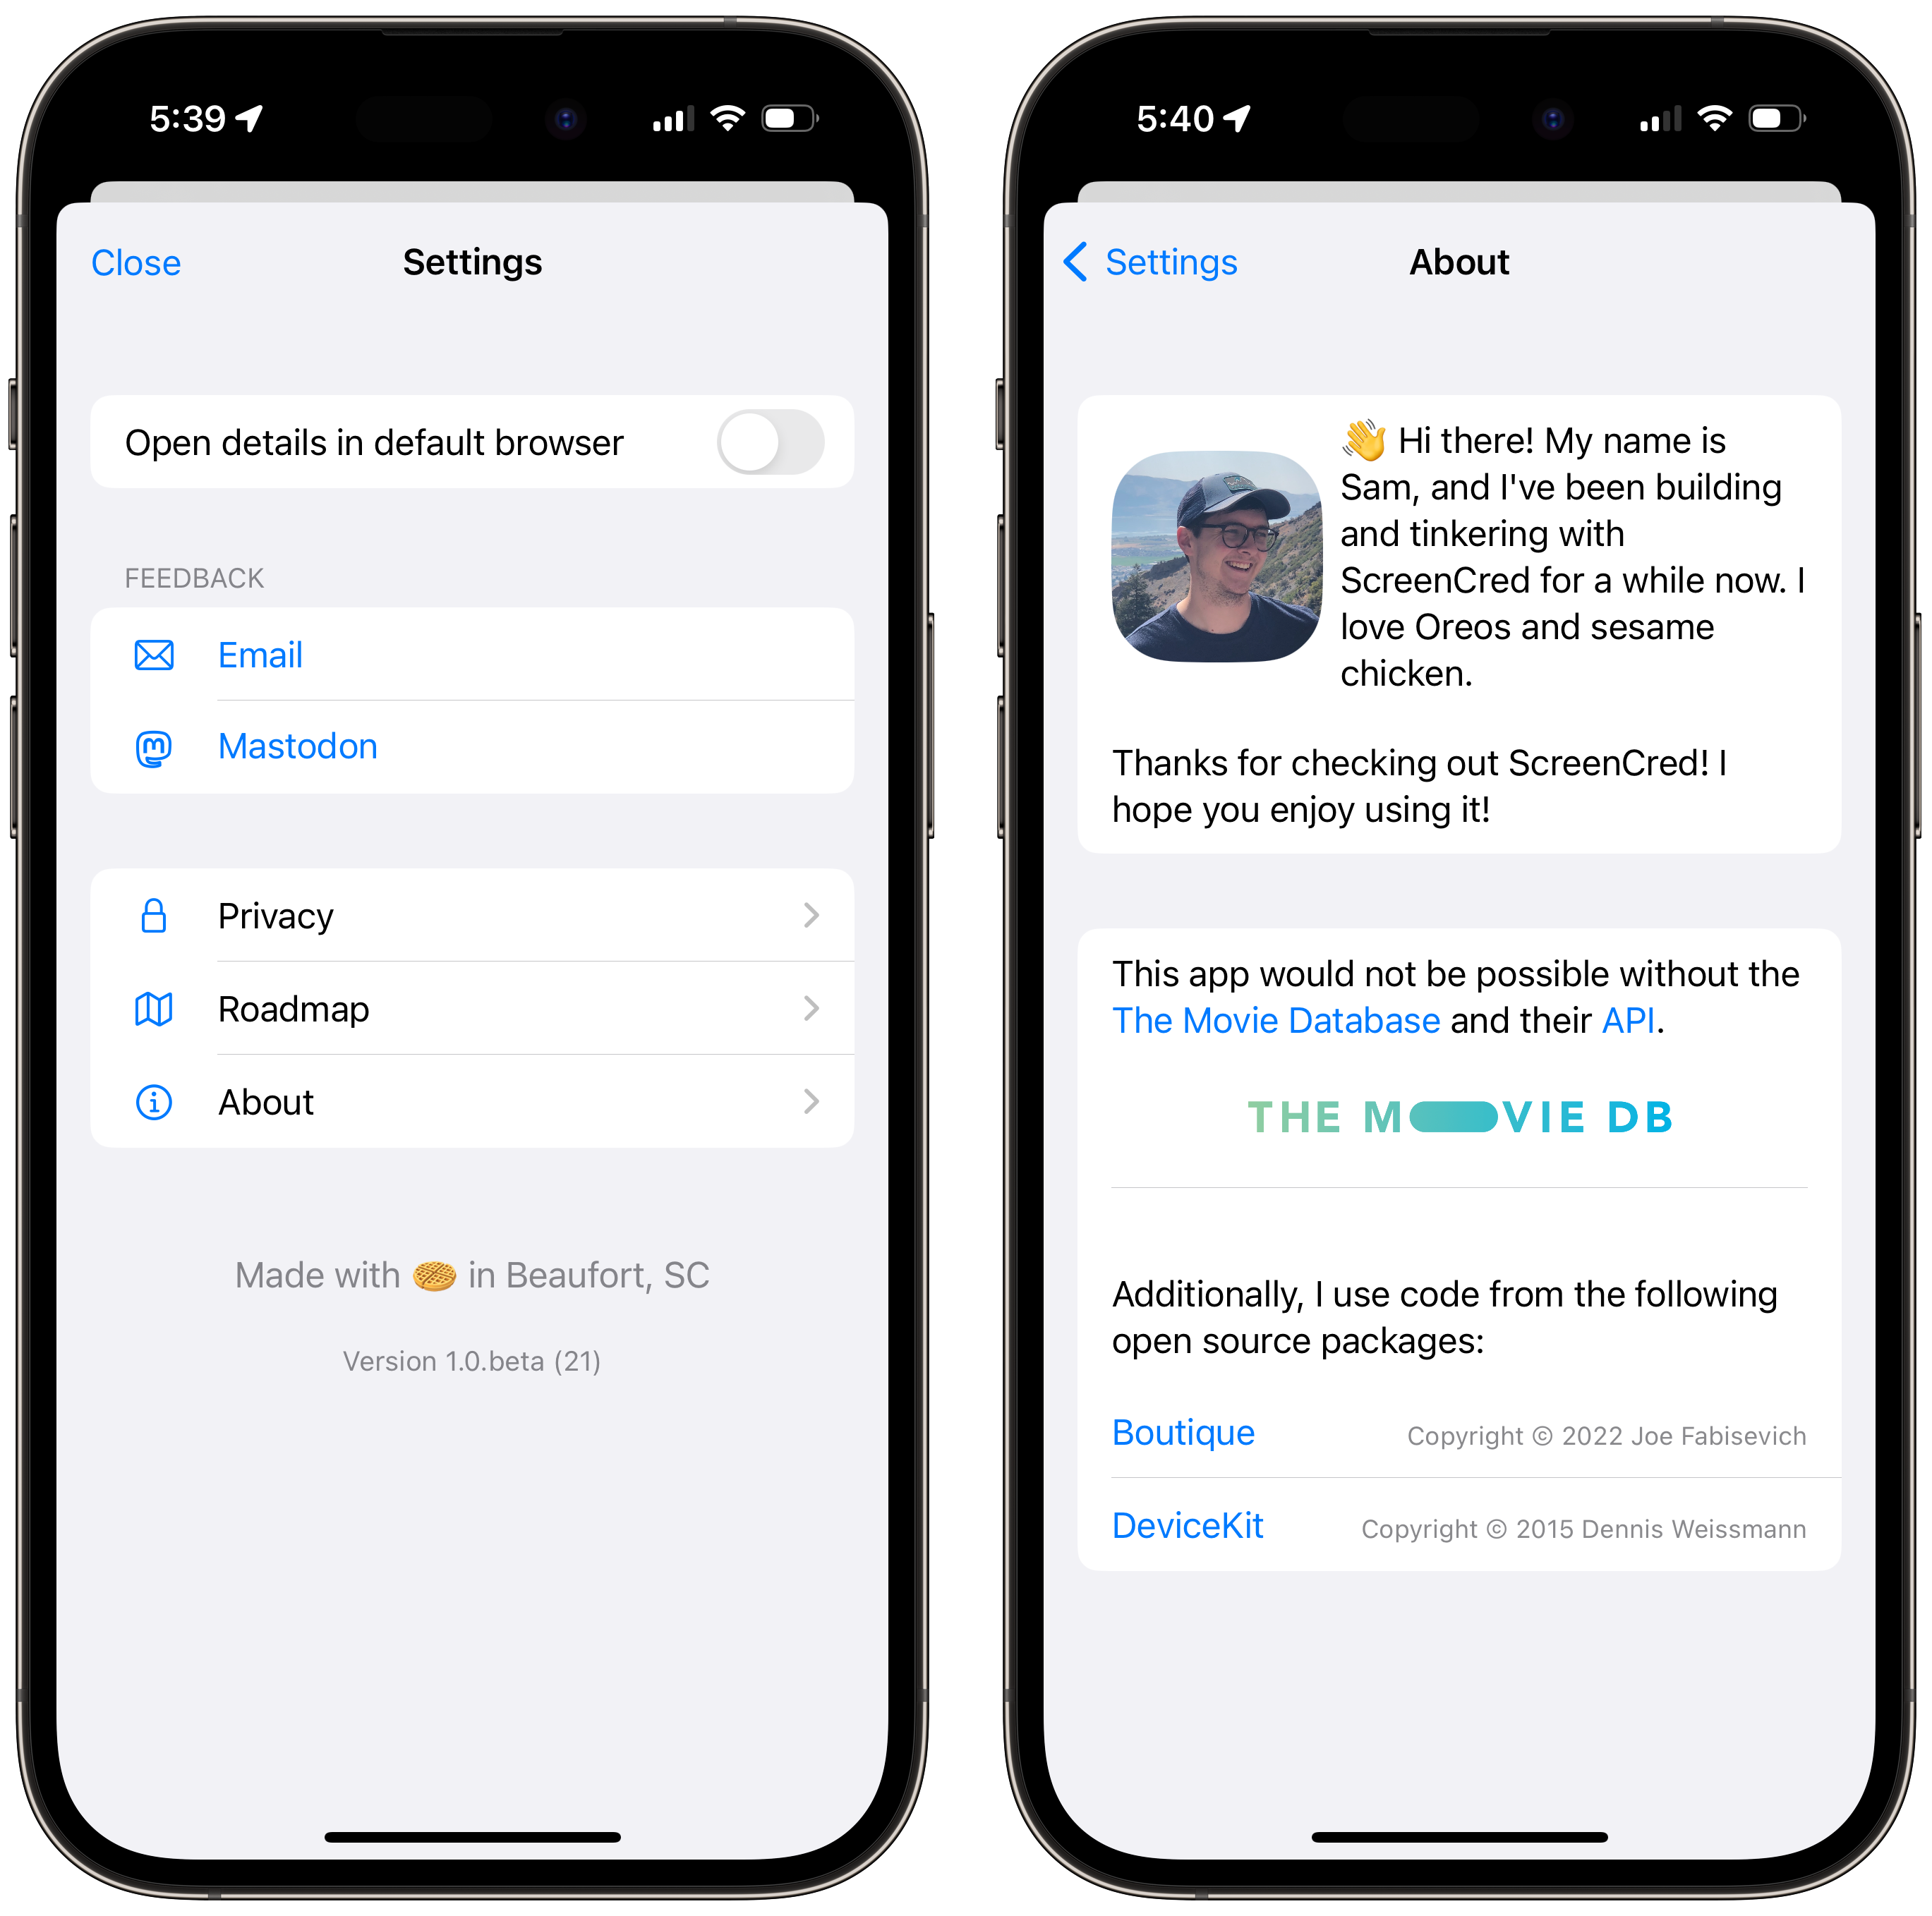 5:39
Close
Settings
Open details in default browser
FEEDBACK
Email
Mastodon
Privacy
Roadmap
About
Made with 🧇 in Beaufort, SC
Version 1.0.beta (21)
5:40
Settings
About
👋 Hi there! My name is
Sam, and I've been building
and tinkering with
ScreenCred for a while now. I
love Oreos and sesame
chicken.
Thanks for checking out ScreenCred! I
hope you enjoy using it!
This app would not be possible without the
The Movie Database and their API.
THE MOVIE DB
Additionally, I use code from the following
open source packages:
Boutique
Copyright © 2022 Joe Fabisevich
DeviceKit
Copyright © 2015 Dennis Weissmann